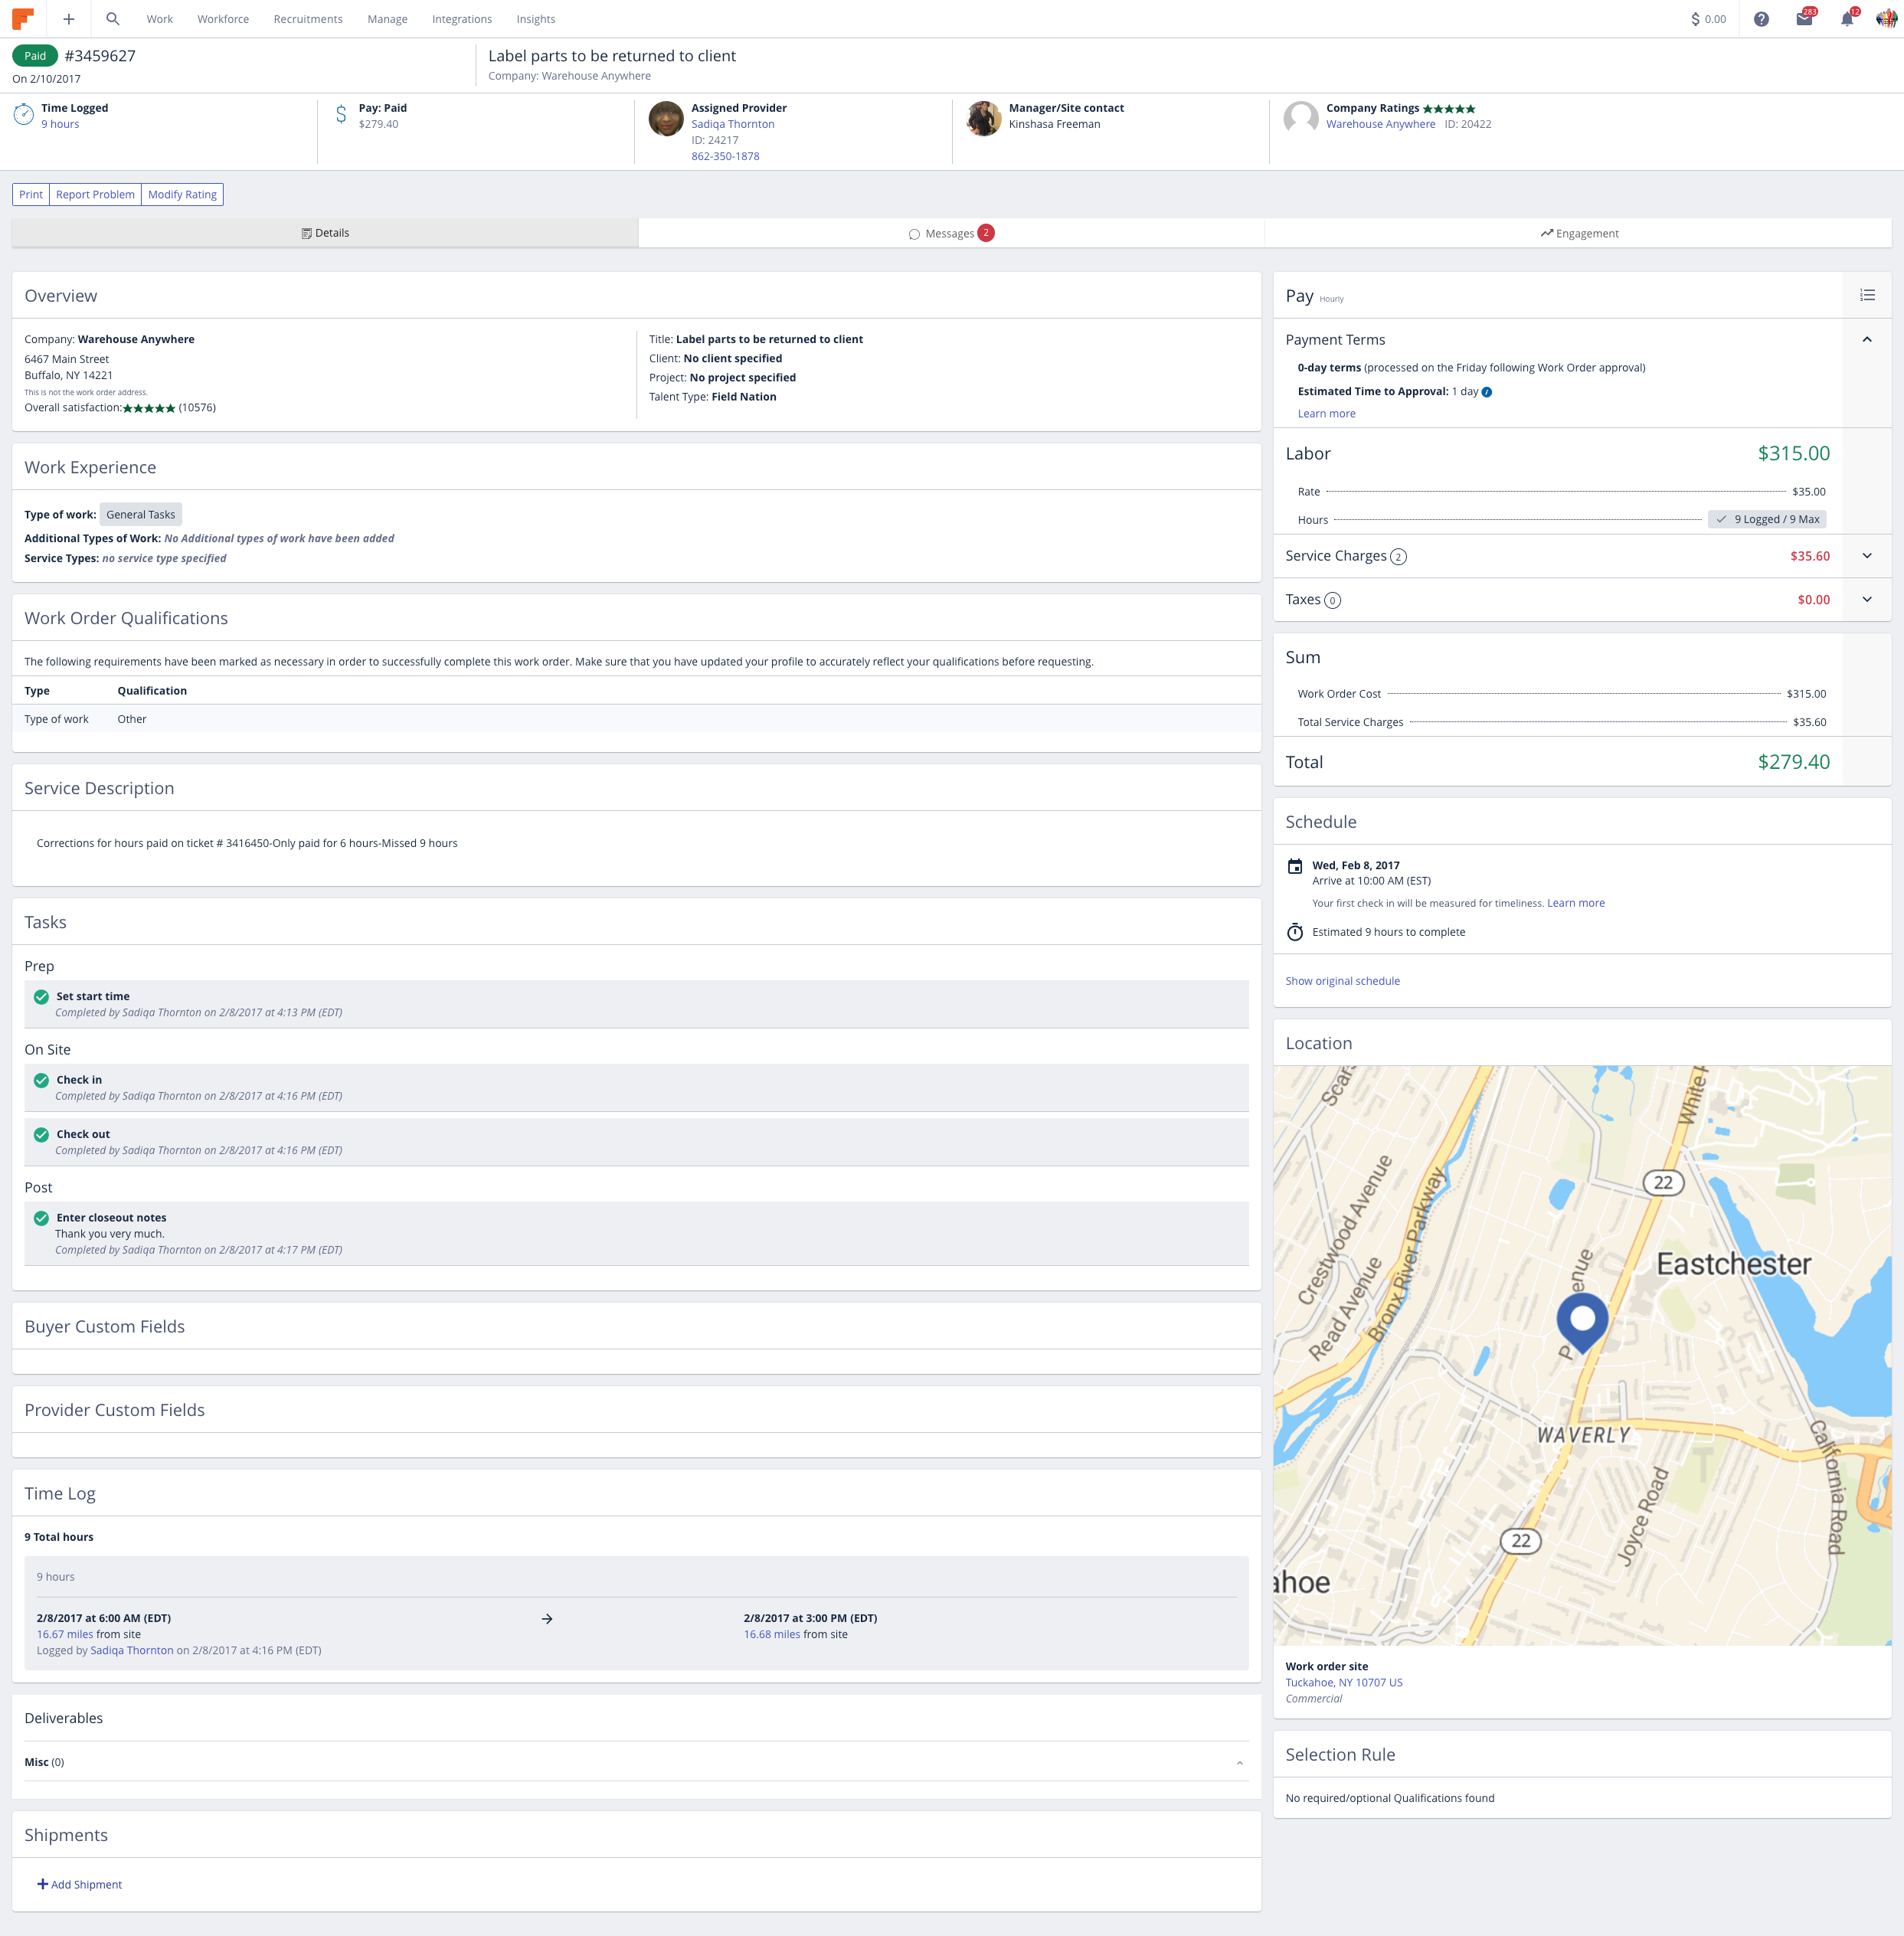 Work Workforce Recruitments Manage Integrations Insights $ 0.00 283 12
Paid #3459627
On 2/10/2017
Label parts to be returned to client
Company: Warehouse Anywhere
Time Logged
9 hours
Pay: Paid
$279.40
Assigned Provider
Sadiqa Thornton
ID: 24217
862-350-1878
Manager/Site contact
Kinshasa Freeman
Company Ratings ★★★★★
Warehouse Anywhere ID: 20422
Print Report Problem Modify Rating
Details Messages 2 Engagement
Overview
Company: Warehouse Anywhere
6467 Main Street
Buffalo, NY 14221
This is not the work order address.
Overall satisfaction:★★★★★ (10576)
Title: Label parts to be returned to client
Client: No client specified
Project: No project specified
Talent Type: Field Nation
Work Experience
Type of work: General Tasks
Additional Types of Work: No Additional types of work have been added
Service Types: no service type specified
Work Order Qualifications
The following requirements have been marked as necessary in order to successfully complete this work order. Make sure that you have updated your profile to accurately reflect your qualifications before requesting.
Type Qualification
Type of work Other
Service Description
Corrections for hours paid on ticket # 3416450-Only paid for 6 hours-Missed 9 hours
Tasks
Prep
Set start time
Completed by Sadiqa Thornton on 2/8/2017 at 4:13 PM (EDT)
On Site
Check in
Completed by Sadiqa Thornton on 2/8/2017 at 4:16 PM (EDT)
Check out
Completed by Sadiqa Thornton on 2/8/2017 at 4:16 PM (EDT)
Post
Enter closeout notes
Thank you very much.
Completed by Sadiqa Thornton on 2/8/2017 at 4:17 PM (EDT)
Buyer Custom Fields
Provider Custom Fields
Time Log
9 Total hours
9 hours
2/8/2017 at 6:00 AM (EDT)
16.67 miles from site
Logged by Sadiqa Thornton on 2/8/2017 at 4:16 PM (EDT)
2/8/2017 at 3:00 PM (EDT)
16.68 miles from site
Deliverables
Misc (0)
Shipments
Add Shipment
Pay Hourly
Payment Terms
0-day terms (processed on the Friday following Work Order approval)
Estimated Time to Approval: 1 day
Learn more
Labor $315.00
Rate $35.00
Hours 9 Logged / 9 Max
Service Charges 2 $35.60
Taxes 0 $0.00
Sum
Work Order Cost $315.00
Total Service Charges $35.60
Total $279.40
Schedule
Wed, Feb 8, 2017
Arrive at 10:00 AM (EST)
Your first check in will be measured for timeliness. Learn more
Estimated 9 hours to complete
Show original schedule
Location
Scars
White
Crestwood Avenue
Read Avenue
Bronx River Parkway
22
Eastchester
P enue
WAVERLY
California Road
Joyce Road
22
ahoe
Work order site
Tuckahoe, NY 10707 US
Commercial
Selection Rule
No required/optional Qualifications found